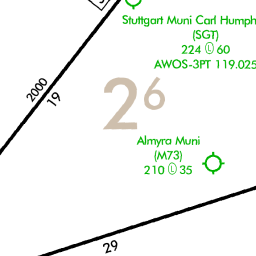 Stuttgart Muni Carl Humph
(SGT)
224 L 60
AWOS-3PT 119.025
2000
19
26
Almyra Muni
(M73)
210 L 35
29